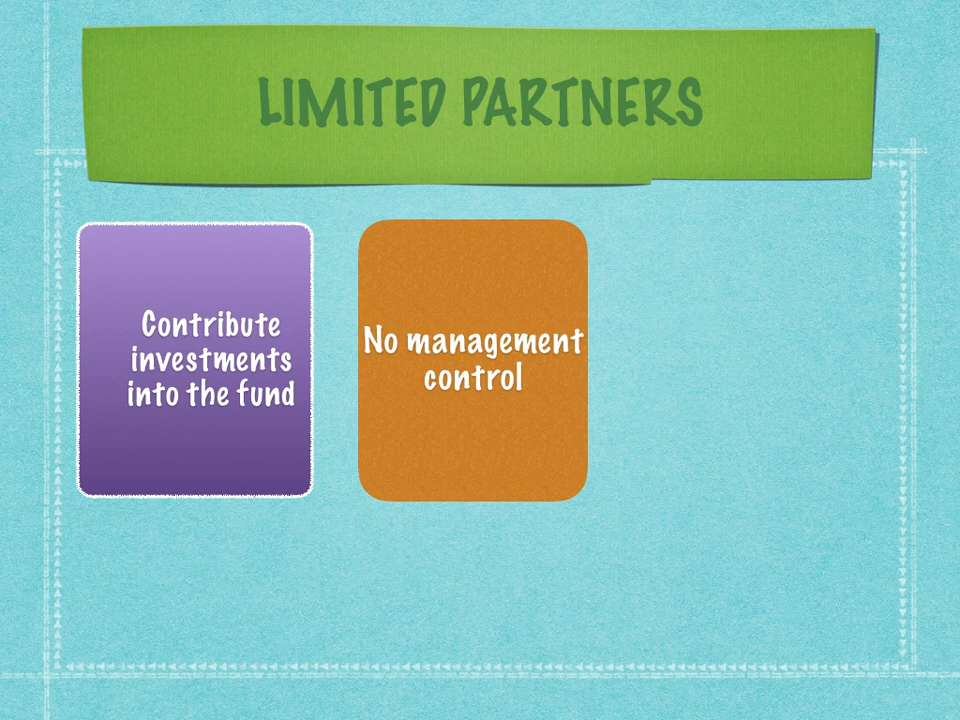 LIMITED PARTNERS
Contribute
investments
into the fund
No management
control